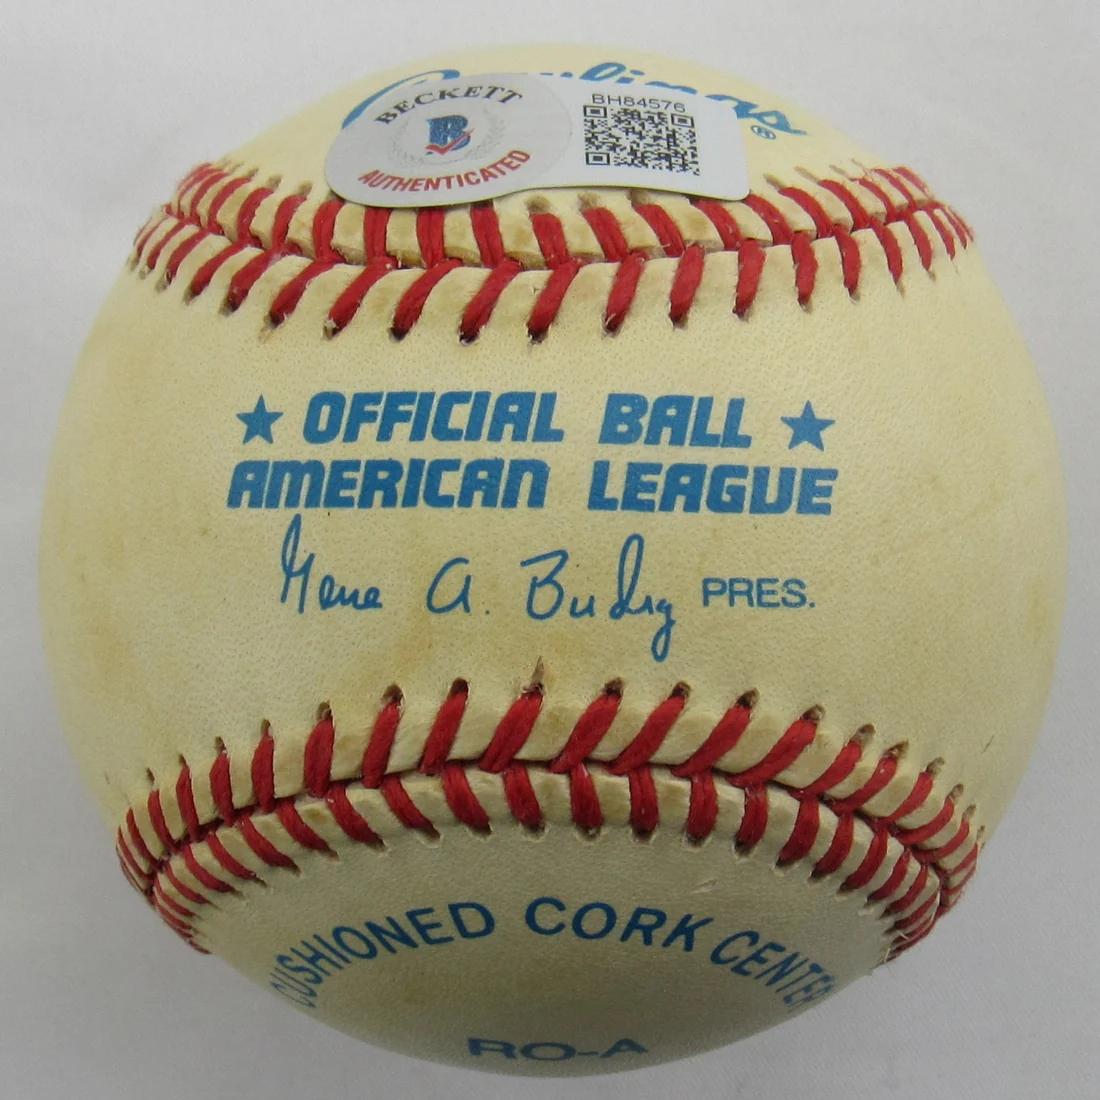 Rawlings®
BECKETT
B
AUTHENTICATED
BH84576
★ OFFICIAL BALL ★
AMERICAN LEAGUE
Gene A. Budig PRES.
CUSHIONED CORK CENTER
RO-A